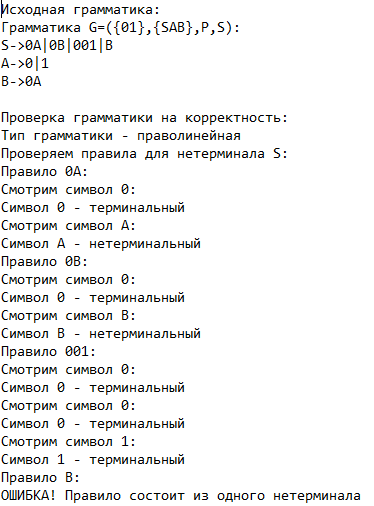 Исходная грамматика:
Грамматика G=({01},{SAB},P,S):
S->0A|0B|001|B
A->0|1
B->0A
Проверка грамматики на корректность:
Тип грамматики - праволинейная
Проверяем правила для нетерминала S:
Правило 0A:
Смотрим символ 0:
Символ 0 - терминальный
Смотрим символ A:
Символ A - нетерминальный
Правило 0B:
Смотрим символ 0:
Символ 0 - терминальный
Смотрим символ B:
Символ B - нетерминальный
Правило 001:
Смотрим символ 0:
Символ 0 - терминальный
Смотрим символ 0:
Символ 0 - терминальный
Смотрим символ 1:
Символ 1 - терминальный
Правило B:
ОШИБКА! Правило состоит из одного нетерминала